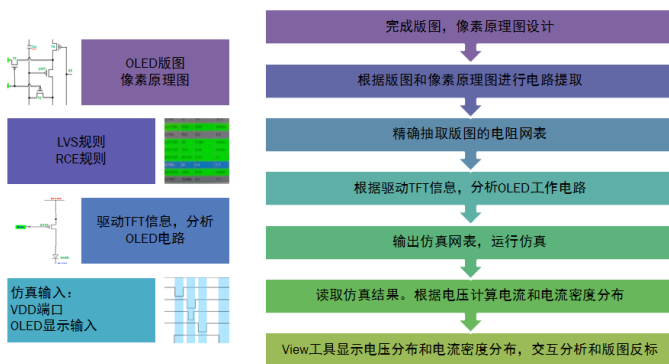 OLED版图
像素原理图
LVS规则
RCE规则
驱动TFT信息，分析
OLED电路
仿真输入：
VDD端口
OLED显示输入
完成版图，像素原理图设计
根据版图和像素原理图进行电路提取
精确抽取版图的电阻网表
根据驱动TFT信息，分析OLED工作电路
输出仿真网表，运行仿真
读取仿真结果。根据电压计算电流和电流密度分布
View工具显示电压分布和电流密度分布，交互分析和版图反标